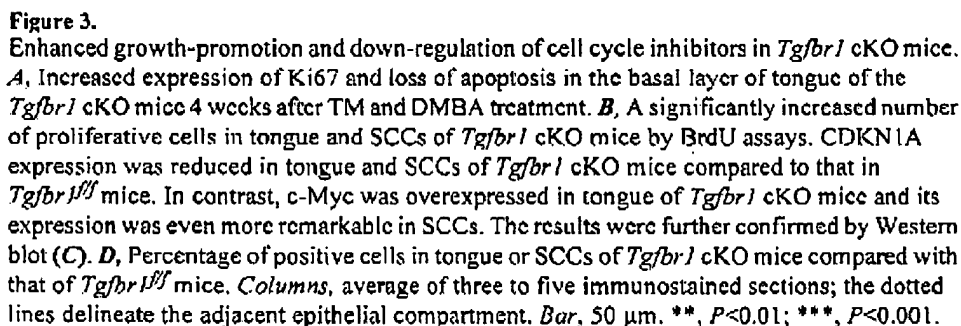 Figure 3.
Enhanced growth-promotion and down-regulation of cell cycle inhibitors in Tgfbr1 cKO mice.
A, Increased expression of Ki67 and loss of apoptosis in the basal layer of tongue of the
Tgfbr1 cKO mice 4 weeks after TM and DMBA treatment. B, A significantly increased number
of proliferative cells in tongue and SCCs of Tgfbr1 cKO mice by BrdU assays. CDKN1A
expression was reduced in tongue and SCCs of Tgfbr1 cKO mice compared to that in
Tgfbr1f/f mice. In contrast, c-Myc was overexpressed in tongue of Tgfbr1 cKO mice and its
expression was even more remarkable in SCCs. The results were further confirmed by Western
blot (C). D, Percentage of positive cells in tongue or SCCs of Tgfbr1 cKO mice compared with
that of Tgfbr1f/f mice. Columns, average of three to five immunostained sections; the dotted
lines delineate the adjacent epithelial compartment. Bar, 50 μm. **, P<0.01; ***, P<0.001.